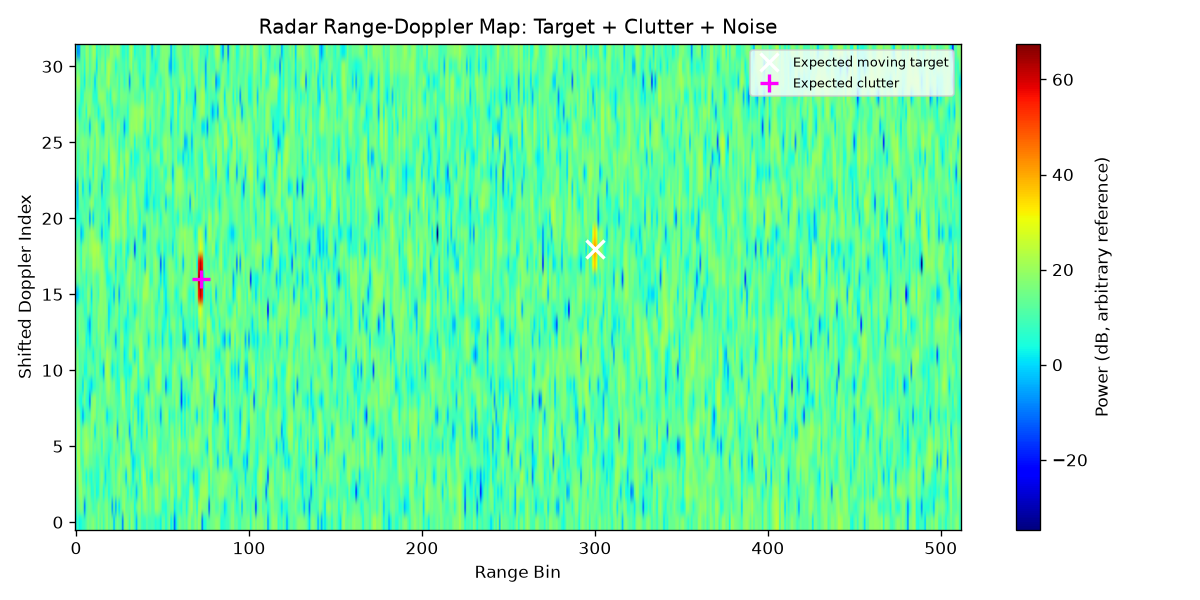 Radar Range-Doppler Map: Target + Clutter + Noise
Expected moving target
Expected clutter
Shifted Doppler Index
30
25
20
15
10
5
0
0 100 200 300 400 500
Range Bin
60
40
20
0
−20
Power (dB, arbitrary reference)